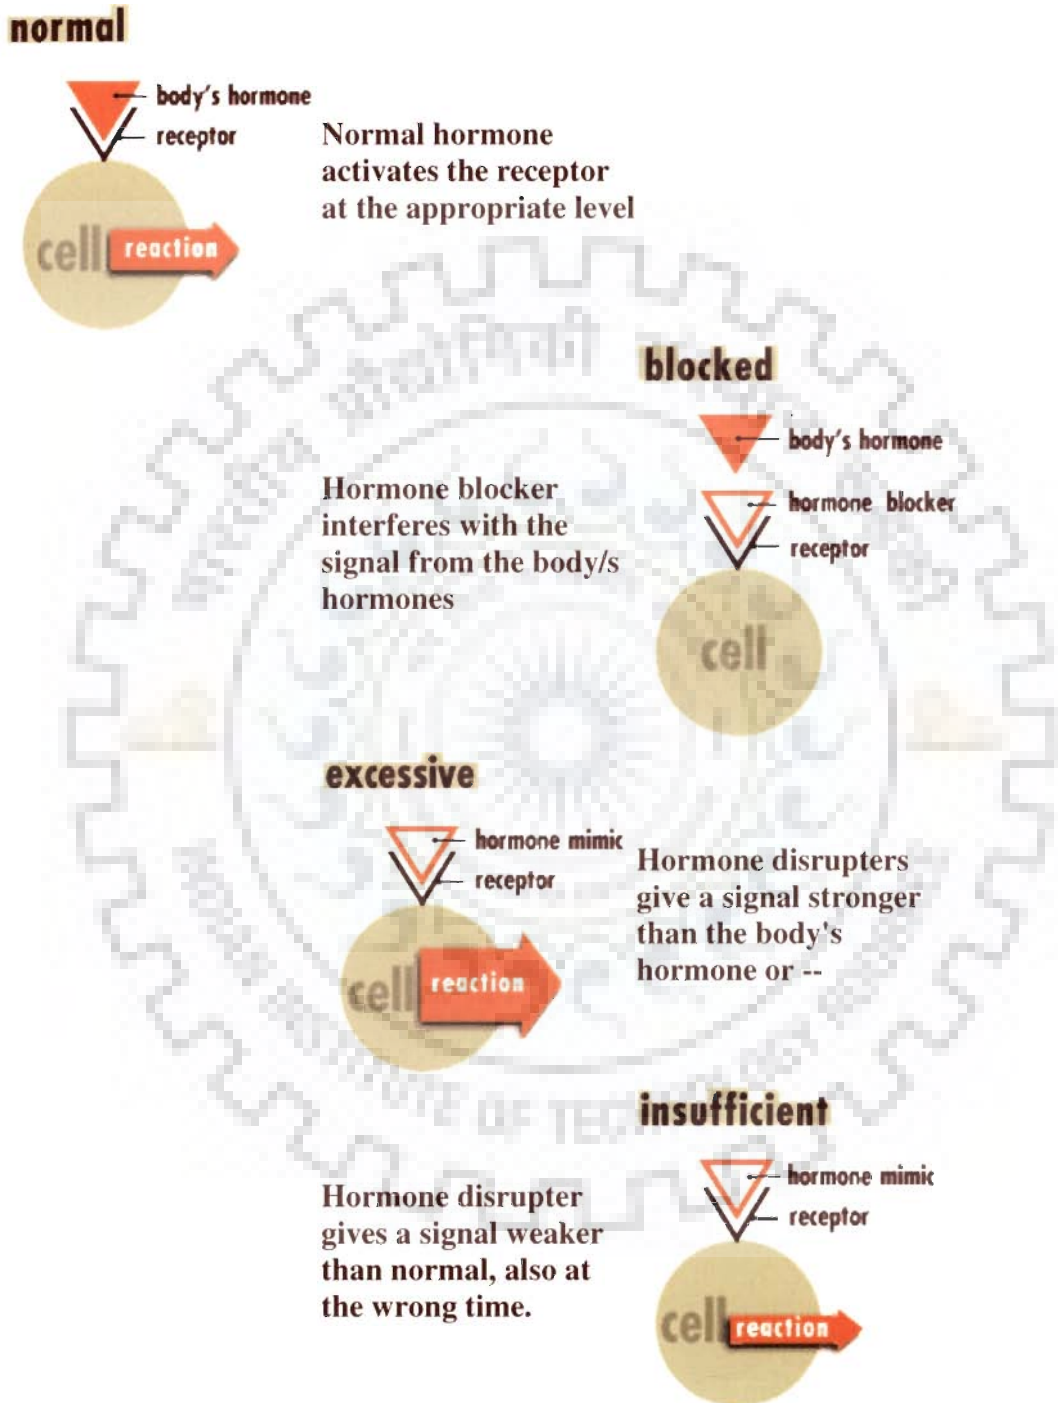 normal
body's hormone
receptor
Normal hormone
activates the receptor
at the appropriate level
cell reaction
blocked
body's hormone
hormone blocker
receptor
Hormone blocker
interferes with the
signal from the body/s
hormones
cell
excessive
hormone mimic
receptor
Hormone disrupters
give a signal stronger
than the body's
hormone or --
cell reaction
OF
insufficient
hormone mimic
receptor
Hormone disrupter
gives a signal weaker
than normal, also at
the wrong time.
cell reaction